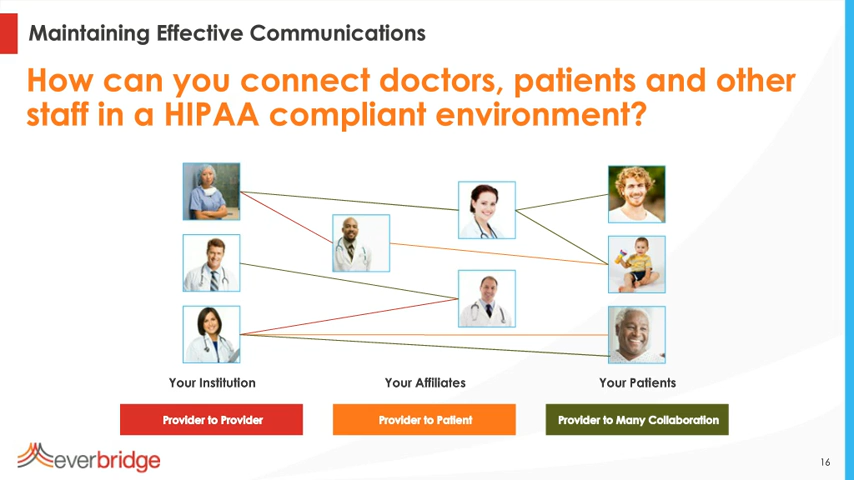 Maintaining Effective Communications
How can you connect doctors, patients and other
staff in a HIPAA compliant environment?
Your Institution
Your Affiliates
Your Patients
Provider to Provider
Provider to Patient
Provider to Many Collaboration
everbridge
16